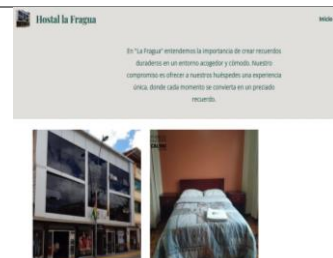 Hostal la Fragua
Inicio
En "La Fragua" entendemos la importancia de crear recuerdos
duraderos en un entorno acogedor y cómodo. Nuestro
compromiso es ofrecer a nuestros huéspedes una experiencia
única, donde cada momento se convierta en un preciado
recuerdo.